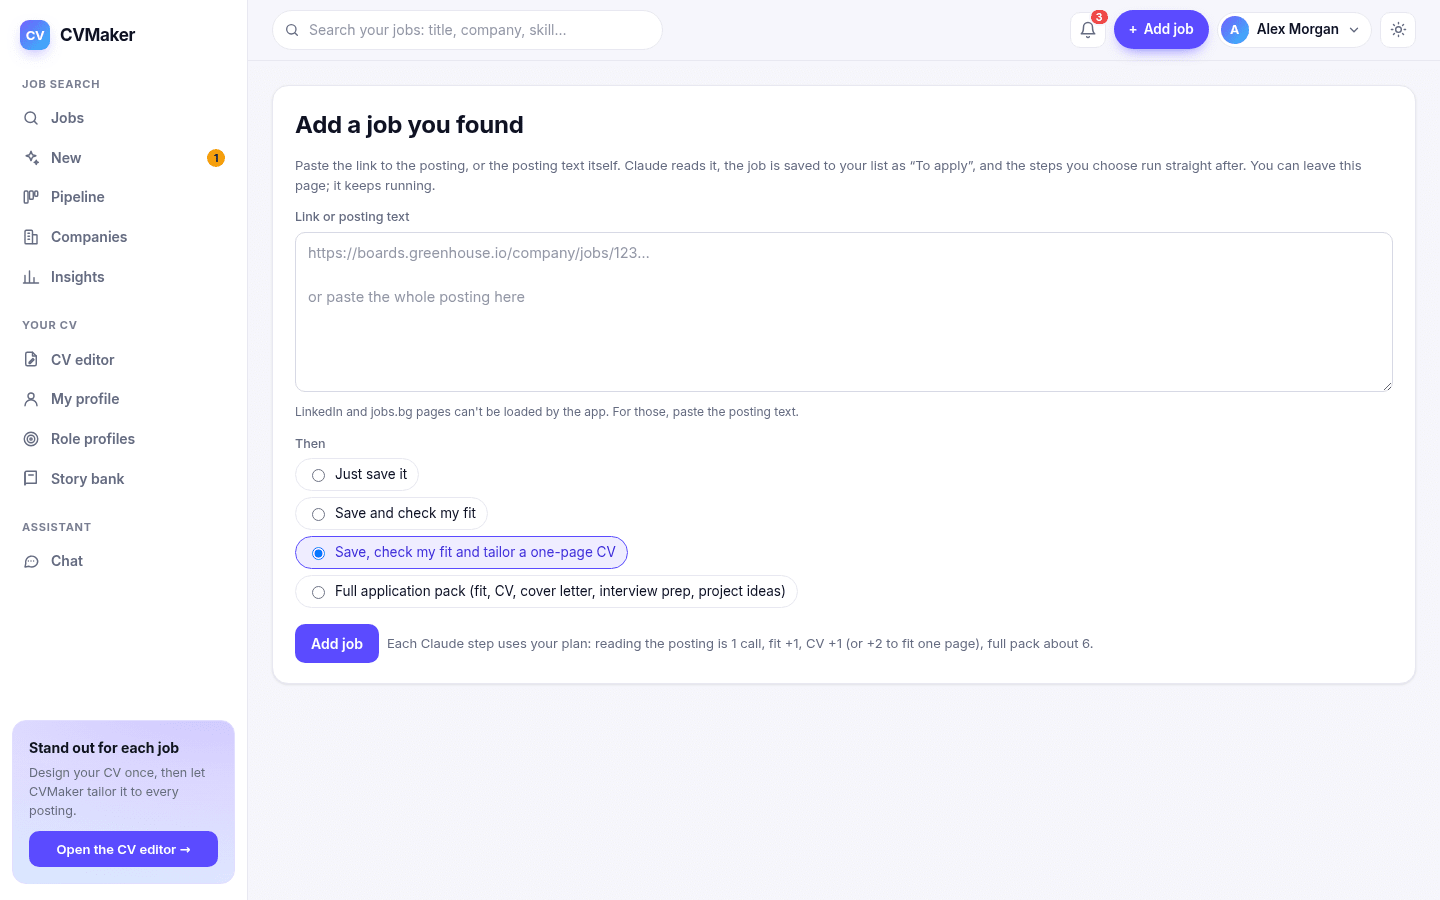 CV CVMaker
Search your jobs: title, company, skill...
3
+ Add job
A Alex Morgan
JOB SEARCH
Jobs
New 1
Pipeline
Companies
Insights
YOUR CV
CV editor
My profile
Role profiles
Story bank
ASSISTANT
Chat
Stand out for each job
Design your CV once, then let
CVMaker tailor it to every
posting.
Open the CV editor →
Add a job you found
Paste the link to the posting, or the posting text itself. Claude reads it, the job is saved to your list as “To apply”, and the steps you choose run straight after. You can leave this
page; it keeps running.
Link or posting text
https://boards.greenhouse.io/company/jobs/123...
or paste the whole posting here
LinkedIn and jobs.bg pages can't be loaded by the app. For those, paste the posting text.
Then
Just save it
Save and check my fit
Save, check my fit and tailor a one-page CV
Full application pack (fit, CV, cover letter, interview prep, project ideas)
Add job
Each Claude step uses your plan: reading the posting is 1 call, fit +1, CV +1 (or +2 to fit one page), full pack about 6.